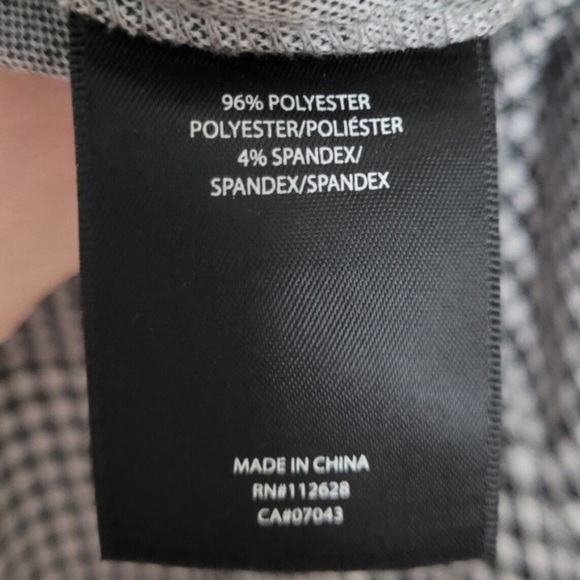 96% POLYESTER
POLYESTER/POLIÉSTER
4% SPANDEX/
SPANDEX/SPANDEX
MADE IN CHINA
RN#112628
CA#07043